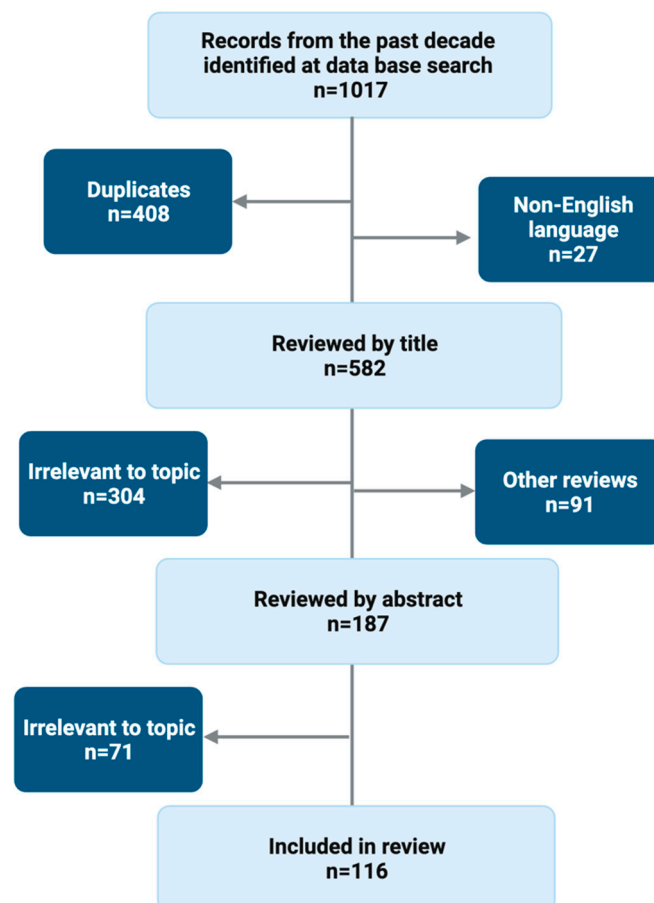 Records from the past decade
identified at data base search
n=1017
Duplicates
n=408
Non-English
language
n=27
Reviewed by title
n=582
Irrelevant to topic
n=304
Other reviews
n=91
Reviewed by abstract
n=187
Irrelevant to topic
n=71
Included in review
n=116